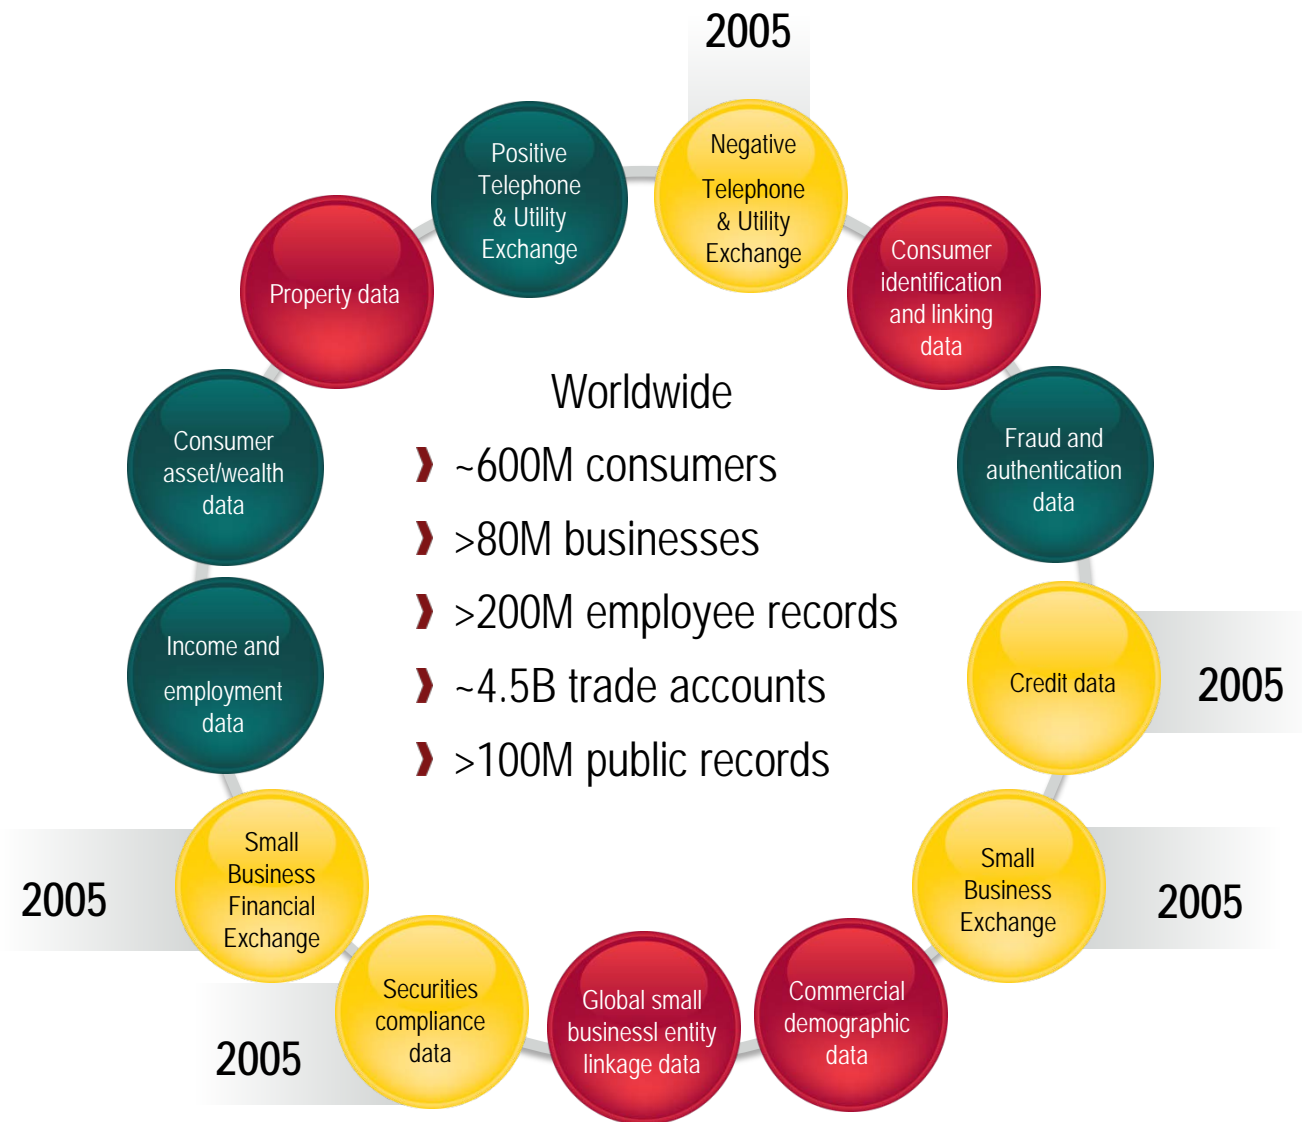 2005
Positive
Telephone
& Utility
Exchange
Negative
Telephone
& Utility
Exchange
Consumer
identification
and linking
data
Property data
Fraud and
authentication
data
Consumer
asset/wealth
data
Worldwide
~600M consumers
>80M businesses
>200M employee records
~4.5B trade accounts
>100M public records
Income and
employment
data
Credit data
2005
Small
Business
Financial
Exchange
2005
Small
Business
Exchange
2005
Securities
compliance
data
2005
Global small
businessl entity
linkage data
Commercial
demographic
data